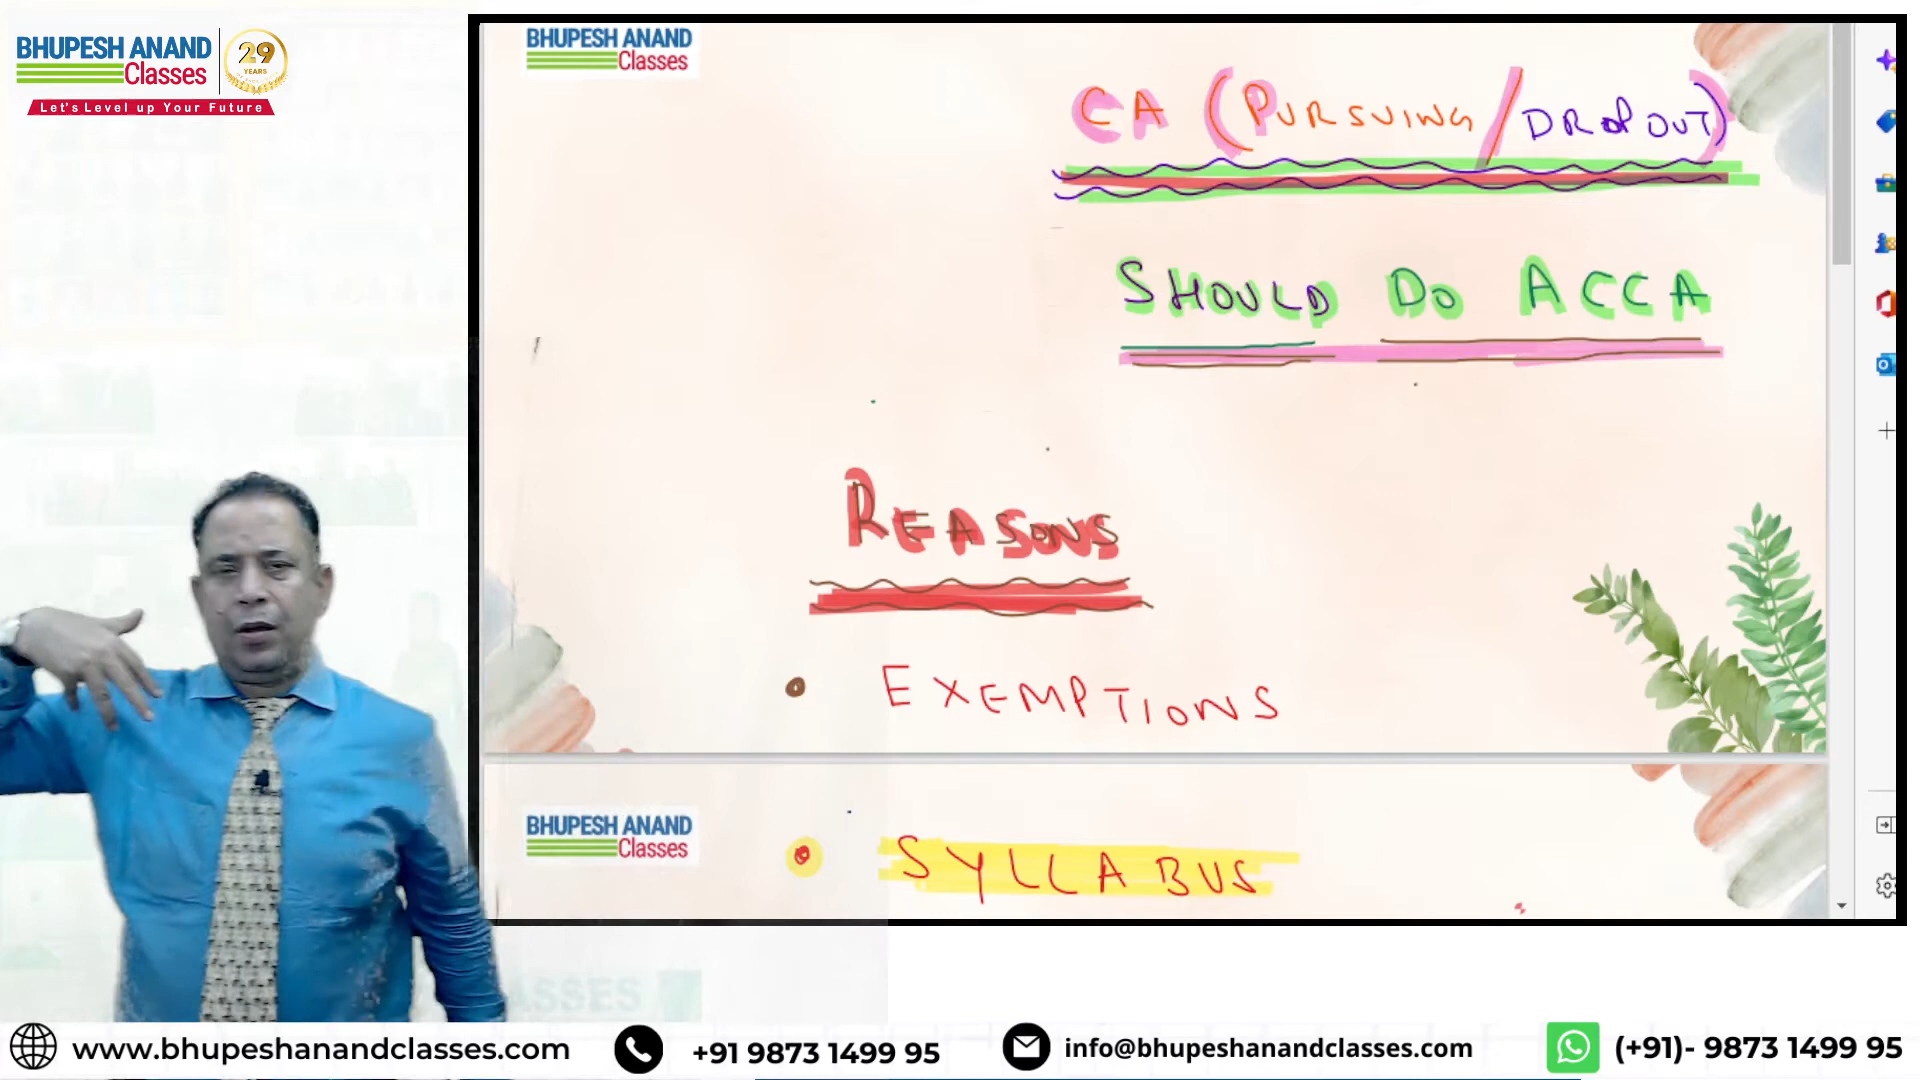 BHUPESH ANAND
Classes
29
YEARS
Let's Level up Your Future
BHUPESH ANAND
Classes
CA (PURSUING/DROPOUT)
SHOULD DO ACCA
REASONS
• EXEMPTIONS
BHUPESH ANAND
Classes
• SYLLABUS
ASSES
www.bhupeshanandclasses.com
+91 9873 1499 95
info@bhupeshanandclasses.com
(+91)- 9873 1499 95